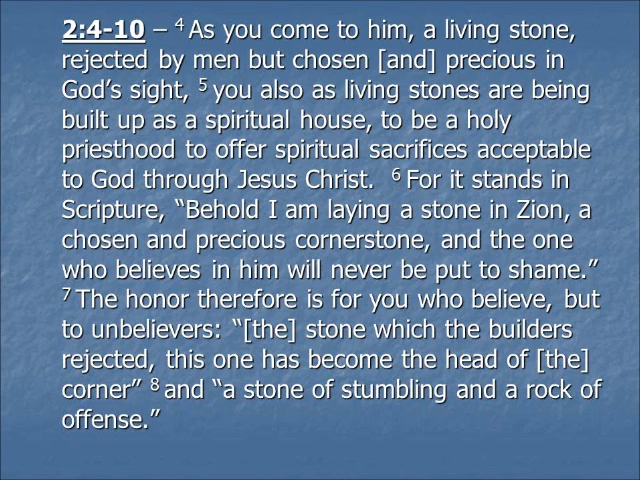 2:4-10 – 4 As you come to him, a living stone,
rejected by men but chosen [and] precious in
God’s sight, 5 you also as living stones are being
built up as a spiritual house, to be a holy
priesthood to offer spiritual sacrifices acceptable
to God through Jesus Christ. 6 For it stands in
Scripture, “Behold I am laying a stone in Zion, a
chosen and precious cornerstone, and the one
who believes in him will never be put to shame.”
7 The honor therefore is for you who believe, but
to unbelievers: “[the] stone which the builders
rejected, this one has become the head of [the]
corner” 8 and “a stone of stumbling and a rock of
offense.”